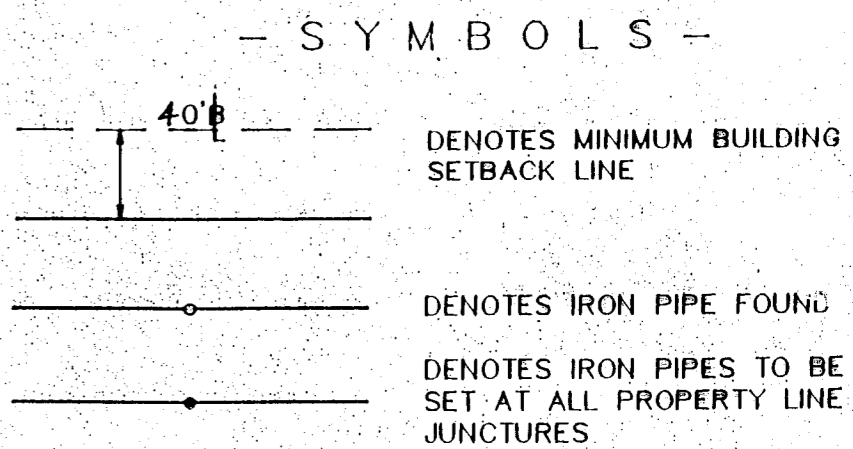 - SYMBOLS -
40'BL
DENOTES MINIMUM BUILDING
SETBACK LINE
DENOTES IRON PIPE FOUND
DENOTES IRON PIPES TO BE
SET AT ALL PROPERTY LINE
JUNCTURES